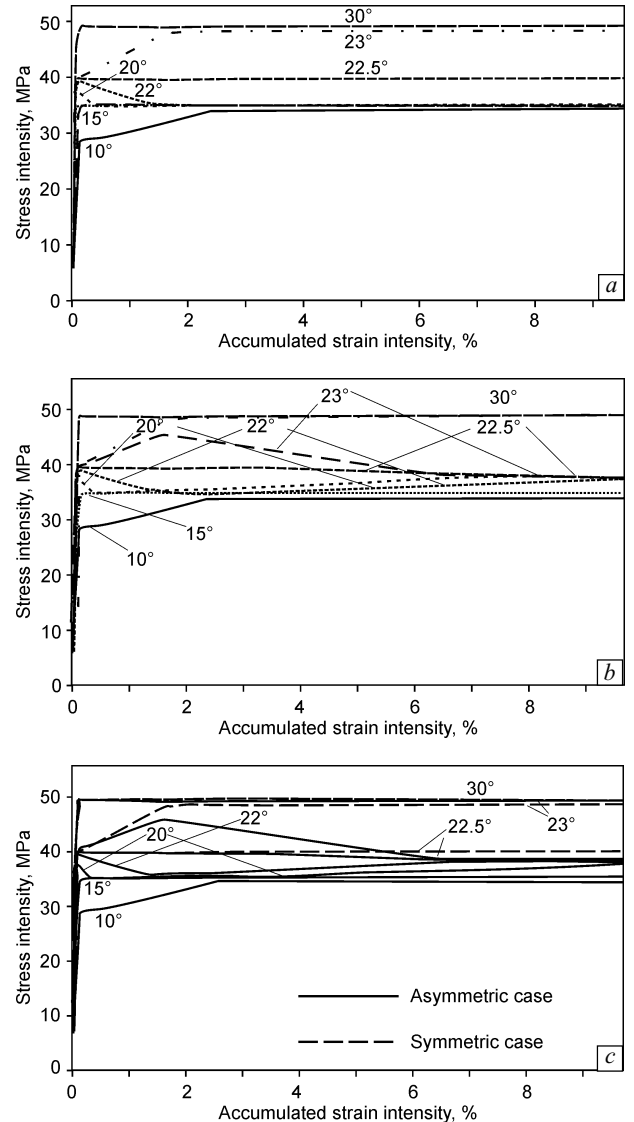 50
40
30
20
10
0
Stress intensity, MPa
30°
23°
22.5°
20°
22°
15°
10°
a
0 2 4 6 8
Accumulated strain intensity, %
50
40
30
20
10
0
Stress intensity, MPa
23°
30°
20°
22°
22.5°
15°
10°
b
0 2 4 6 8
Accumulated strain intensity, %
50
40
30
20
10
0
Stress intensity, MPa
30°
23°
22°
22.5°
20°
15°
10°
Asymmetric case
Symmetric case
c
0 2 4 6 8
Accumulated strain intensity, %